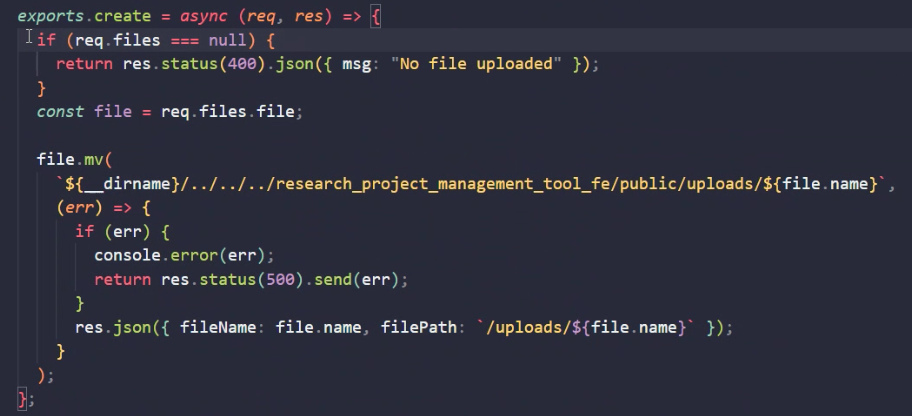 exports.create = async (req, res) => {
if (req.files === null) {
return res.status(400).json({ msg: "No file uploaded" });
}
const file = req.files.file;
file.mv(
`${__dirname}/../../../research_project_management_tool_fe/public/uploads/${file.name}`,
(err) => {
if (err) {
console.error(err);
return res.status(500).send(err);
}
res.json({ fileName: file.name, filePath: `/uploads/${file.name}` });
}
);
};